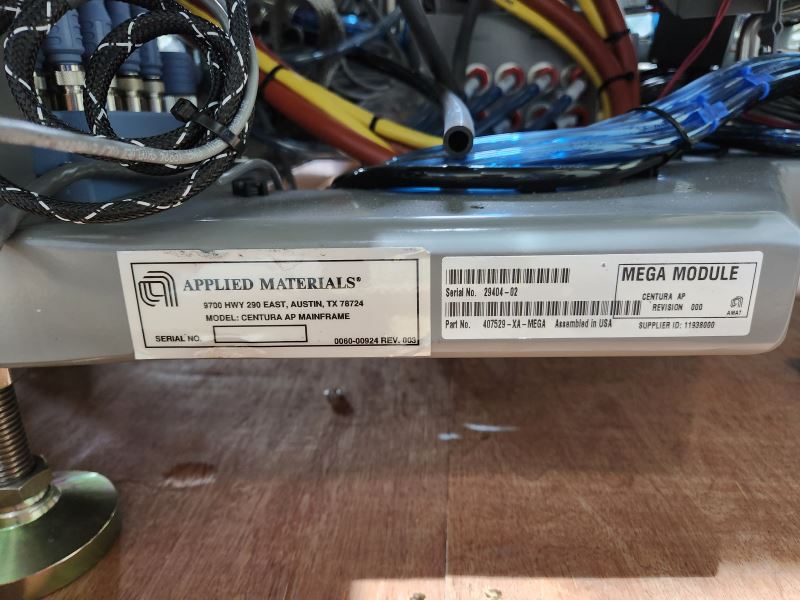 APPLIED MATERIALS®
9700 HWY 290 EAST, AUSTIN, TX 78724
MODEL: CENTURA AP MAINFRAME
SERIAL NO.
0060-00924 REV. 003
Serial No. 29404-02
Part No. 407529-XA-MEGA Assembled in USA
MEGA MODULE
CENTURA AP
REVISION 000
AMAT
SUPPLIER ID: 11938000